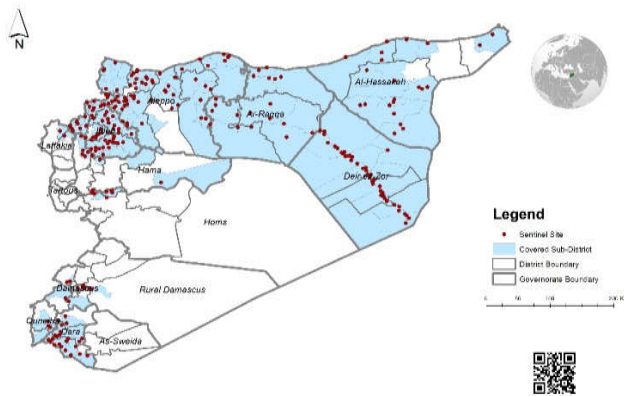 N
Aleppo
Al-Hassakeh
Ar-Raqqa
Idleb
Lattakia
Hama
Tartous
Deir-ez-Zor
Homs
Damascus
Rural Damascus
Quneitra
Dara
As-Sweida
Legend
Sentinel Site
Covered Sub-District
District Boundary
Governorate Boundary